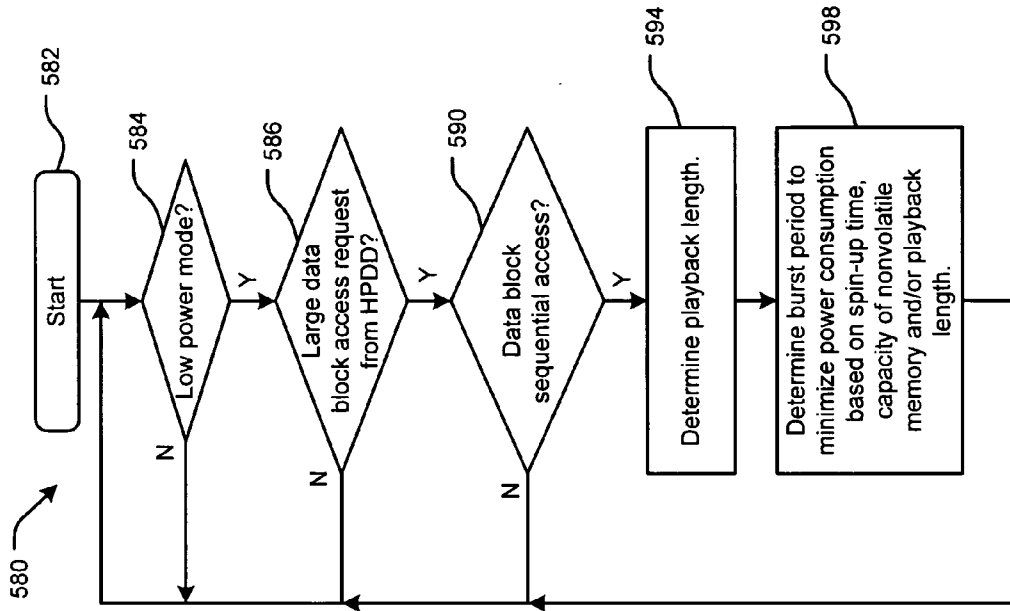 580
Start
582
Low power mode?
584
N
Y
Large data
block access request
from HPDD?
586
N
Y
Data block
sequential access?
590
N
Y
Determine playback length.
594
Determine burst period to
minimize power consumption
based on spin-up time,
capacity of nonvolatile
memory and/or playback
length.
598